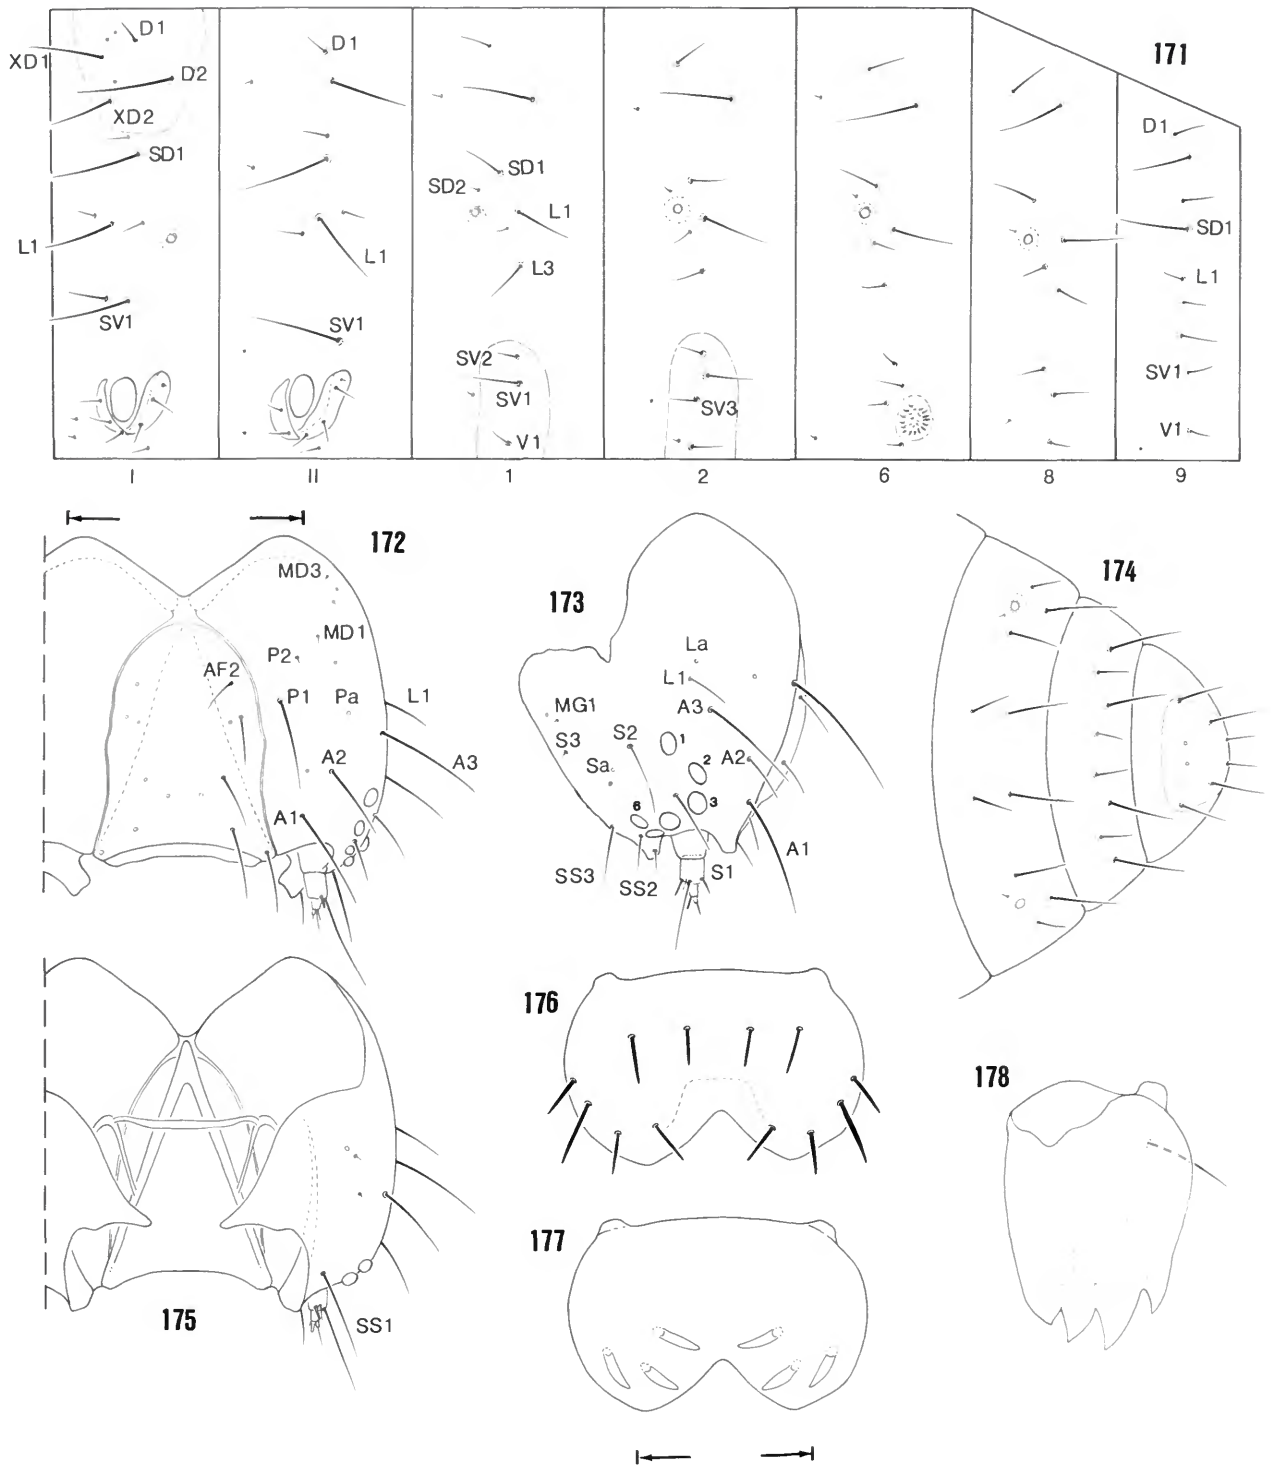 171
XD1
D1
D2
XD2
SD1
L1
SV1
D1
L1
SV1
SD1
SD2
L1
L3
SV2
SV1
V1
SV3
D1
SD1
L1
SV1
V1
I II 1 2 6 8 9
172
MD3
MD1
P2
AF2
P1
Pa
L1
A2
A3
A1
173
La
L1
MG1
A3
S3
S2
1
Sa
2
A2
6
3
A1
SS3
SS2
S1
174
175
SS1
176
177
178